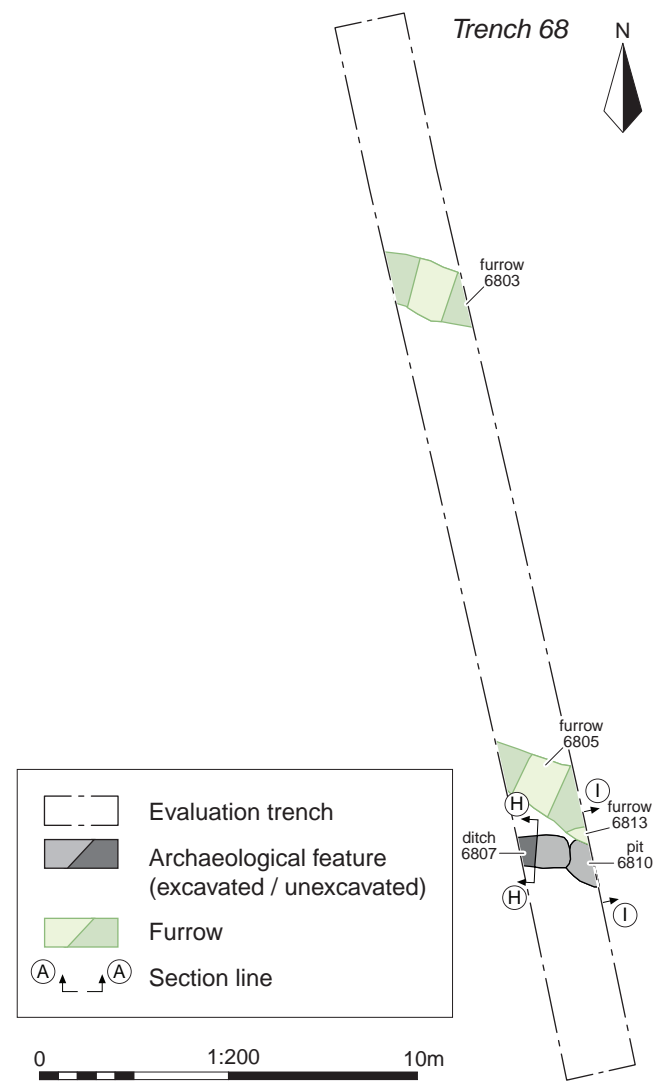 Trench 68
N
furrow
6803
furrow
6805
I
H
furrow
6813
ditch
6807
pit
6810
H
I
Evaluation trench
Archaeological feature
(excavated / unexcavated)
Furrow
A A Section line
0 1:200 10m